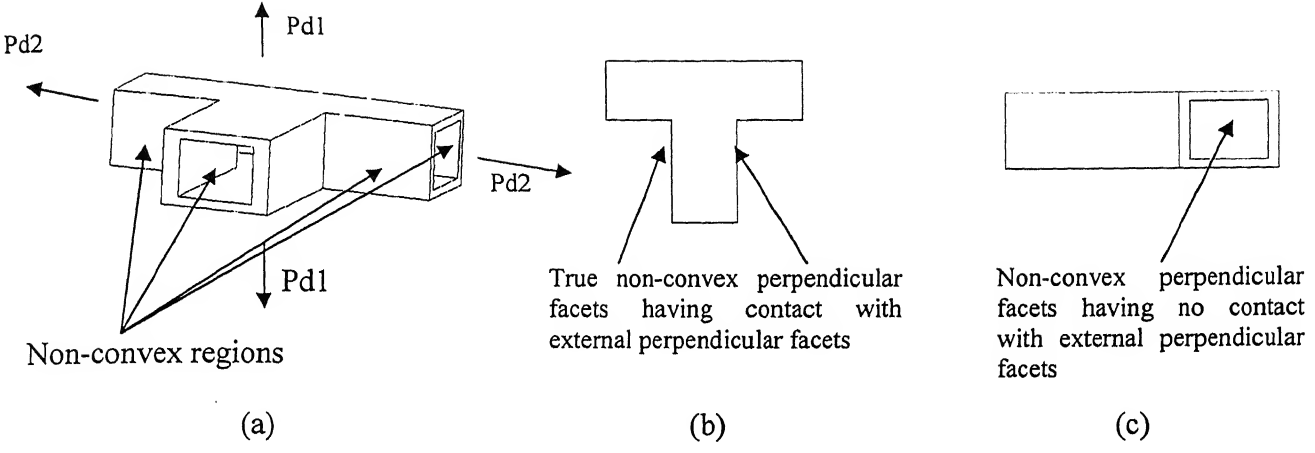 Pd1
Pd2
Pd2
Pd1
Non-convex regions
(a)
True non-convex perpendicular
facets having contact with
external perpendicular facets
(b)
Non-convex perpendicular
facets having no contact
with external perpendicular
facets
(c)